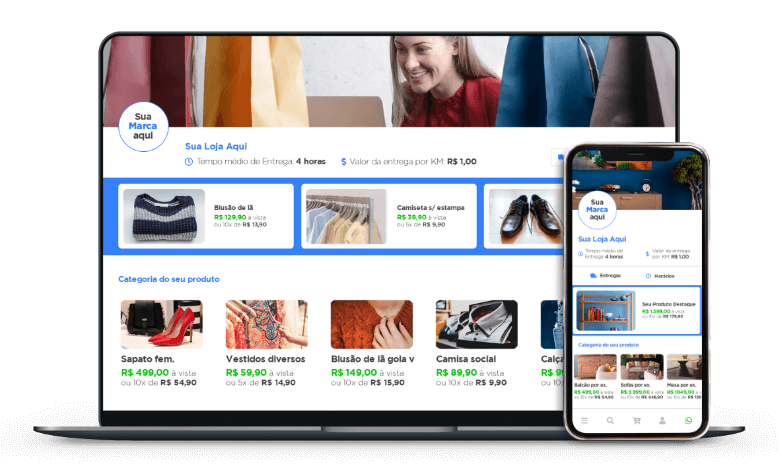 Sua
Marca
aqui
Sua Loja Aqui
Tempo médio de Entrega: 4 horas
Valor da entrega por KM: R$ 1,00
Blusão de lã
R$ 129,90 à vista
ou 10x de R$ 13,90
Camiseta s/ estampa
R$ 39,90 à vista
ou 5x de R$ 9,90
Categoria do seu produto
Sapato fem.
R$ 499,00 à vista
ou 10x de R$ 54,90
Vestidos diversos
R$ 59,90 à vista
ou 5x de R$ 14,90
Blusão de lã gola v
R$ 149,00 à vista
ou 10x de R$ 15,90
Camisa social
R$ 89,90 à vista
ou 10x de R$ 9,90
Calça
R$ 9
ou 10x
Sua
Marca
aqui
Sua Loja Aqui
Tempo médio de
Entrega: 4 horas
Valor da entrega
por KM: R$ 1,00
Entregas
Horários
Seu Produto Destaque
R$ 1.599,00 à vista
ou 10x de R$ 179,90
Categoria do seu produto
Balcão por ex.
R$ 499,00 à vista
ou 10x de R$ 54,90
Sofás por ex.
R$ 3.999,00 à vista
ou 10x de R$ 446,90
Mesa por ex.
R$ 1049,00 à
ou 10x de R$